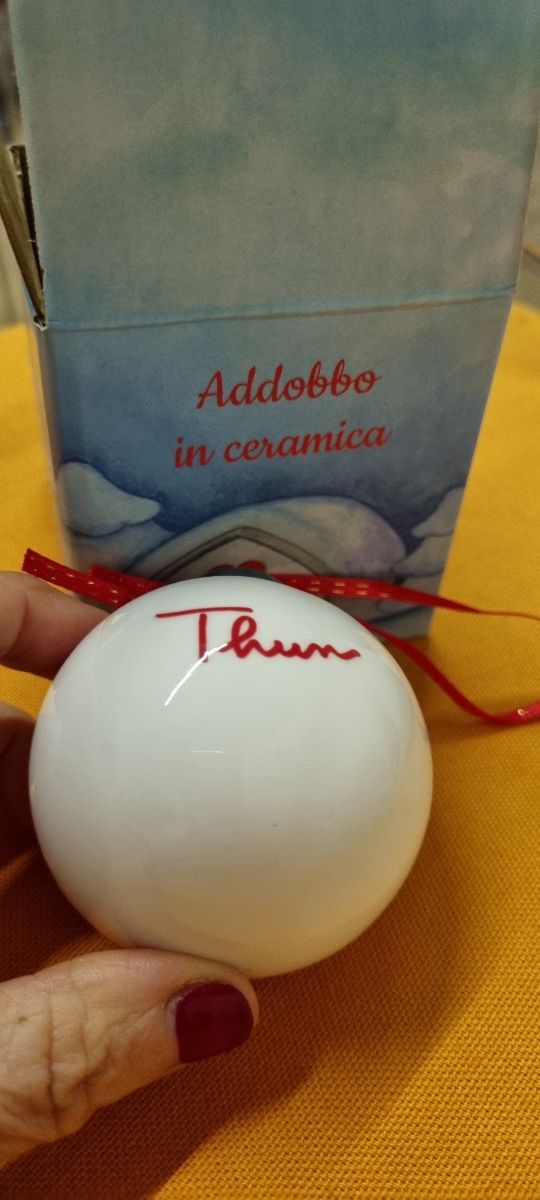 Addobbo
in ceramica
Thun